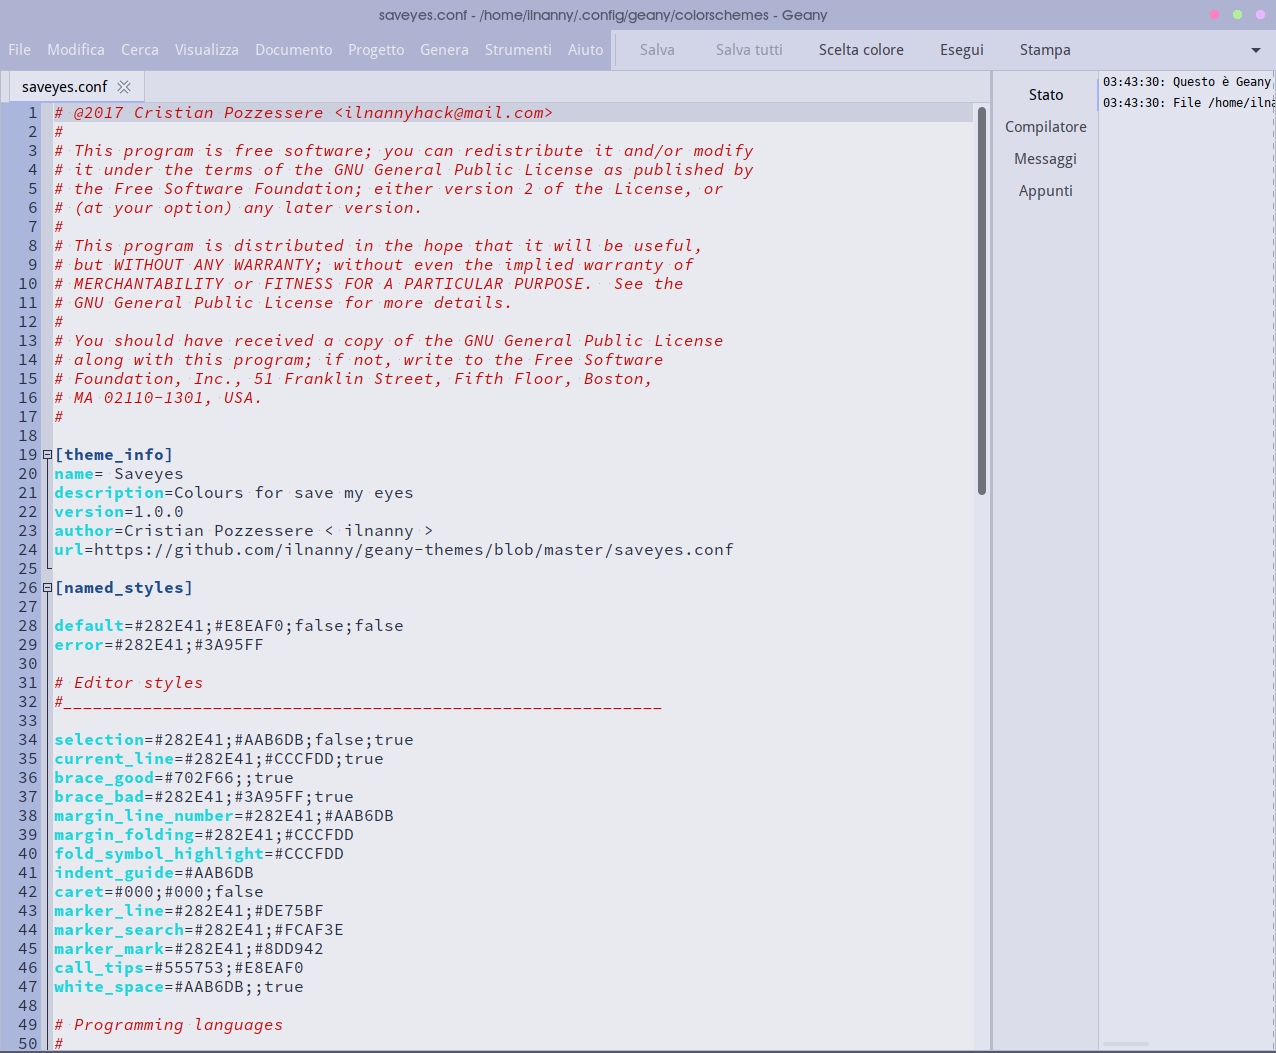 saveyes.conf - /home/ilnanny/.config/geany/colorschemes - Geany
File Modifica Cerca Visualizza Documento Progetto Genera Strumenti Aiuto Salva Salva tutti Scelta colore Esegui Stampa
saveyes.conf
1 # @2017 Cristian Pozzessere <ilnannyhack@mail.com>
2 #
3 # This program is free software; you can redistribute it and/or modify
4 # it under the terms of the GNU General Public License as published by
5 # the Free Software Foundation; either version 2 of the License, or
6 # (at your option) any later version.
7 #
8 # This program is distributed in the hope that it will be useful,
9 # but WITHOUT ANY WARRANTY; without even the implied warranty of
10 # MERCHANTABILITY or FITNESS FOR A PARTICULAR PURPOSE.  See the
11 # GNU General Public License for more details.
12 #
13 # You should have received a copy of the GNU General Public License
14 # along with this program; if not, write to the Free Software
15 # Foundation, Inc., 51 Franklin Street, Fifth Floor, Boston,
16 # MA 02110-1301, USA.
17 #
18
19 [theme_info]
20 name= Saveyes
21 description=Colours for save my eyes
22 version=1.0.0
23 author=Cristian Pozzessere < ilnanny >
24 url=https://github.com/ilnanny/geany-themes/blob/master/saveyes.conf
25
26 [named_styles]
27
28 default=#282E41;#E8EAF0;false;false
29 error=#282E41;#3A95FF
30
31 # Editor styles
32 #____________________________________________________________
33
34 selection=#282E41;#AAB6DB;false;true
35 current_line=#282E41;#CCCFDD;true
36 brace_good=#702F66;;true
37 brace_bad=#282E41;#3A95FF;true
38 margin_line_number=#282E41;#AAB6DB
39 margin_folding=#282E41;#CCCFDD
40 fold_symbol_highlight=#CCCFDD
41 indent_guide=#AAB6DB
42 caret=#000;#000;false
43 marker_line=#282E41;#DE75BF
44 marker_search=#282E41;#FCAF3E
45 marker_mark=#282E41;#8DD942
46 call_tips=#555753;#E8EAF0
47 white_space=#AAB6DB;;true
48
49 # Programming languages
50 #
Stato
Compilatore
Messaggi
Appunti
03:43:30: Questo è Geany
03:43:30: File /home/ilna